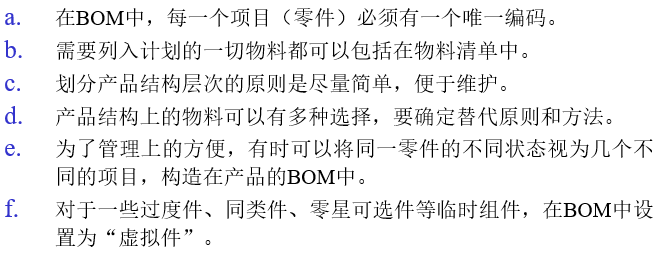 a. 在BOM中，每一个项目（零件）必须有一个唯一编码。
b. 需要列入计划的一切物料都可以包括在物料清单中。
c. 划分产品结构层次的原则是尽量简单，便于维护。
d. 产品结构上的物料可以有多种选择，要确定替代原则和方法。
e. 为了管理上的方便，有时可以将同一零件的不同状态视为几个不
同的项目，构造在产品的BOM中。
f. 对于一些过度件、同类件、零星可选件等临时组件，在BOM中设
置为“虚拟件”。